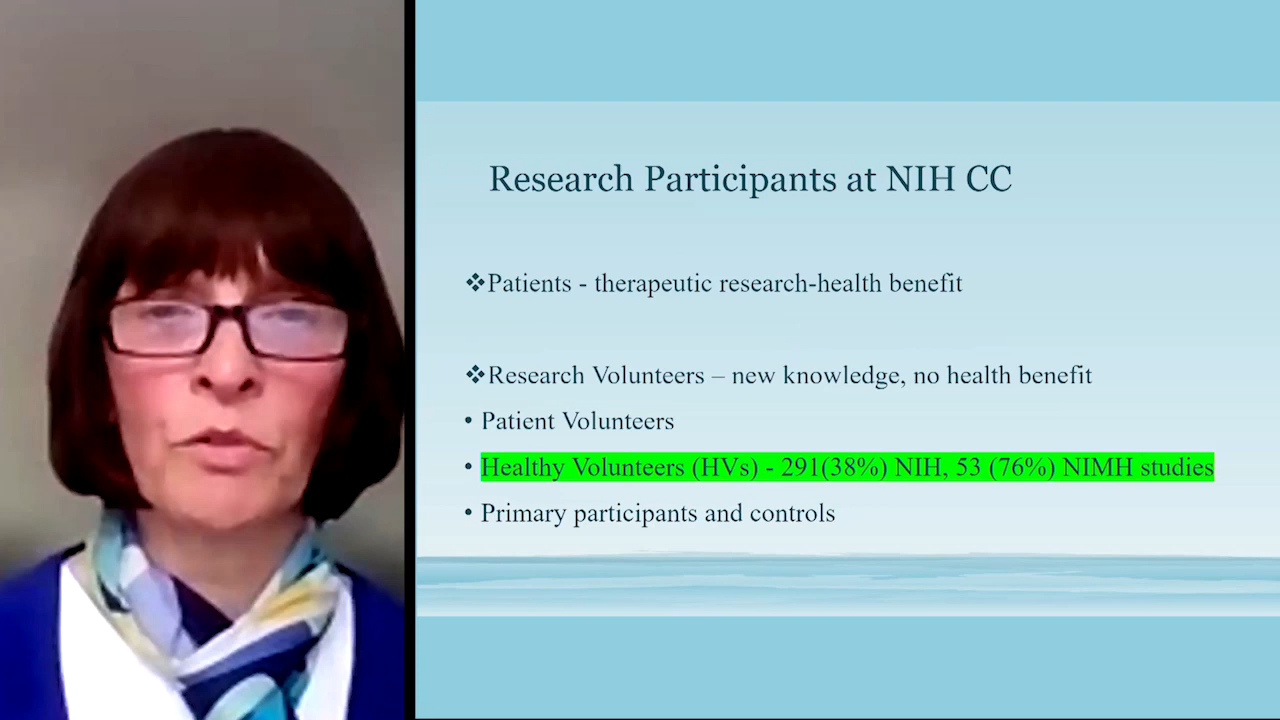 Research Participants at NIH CC
❖Patients - therapeutic research-health benefit
❖Research Volunteers – new knowledge, no health benefit
• Patient Volunteers
• Healthy Volunteers (HVs) - 291(38%) NIH, 53 (76%) NIMH studies
• Primary participants and controls